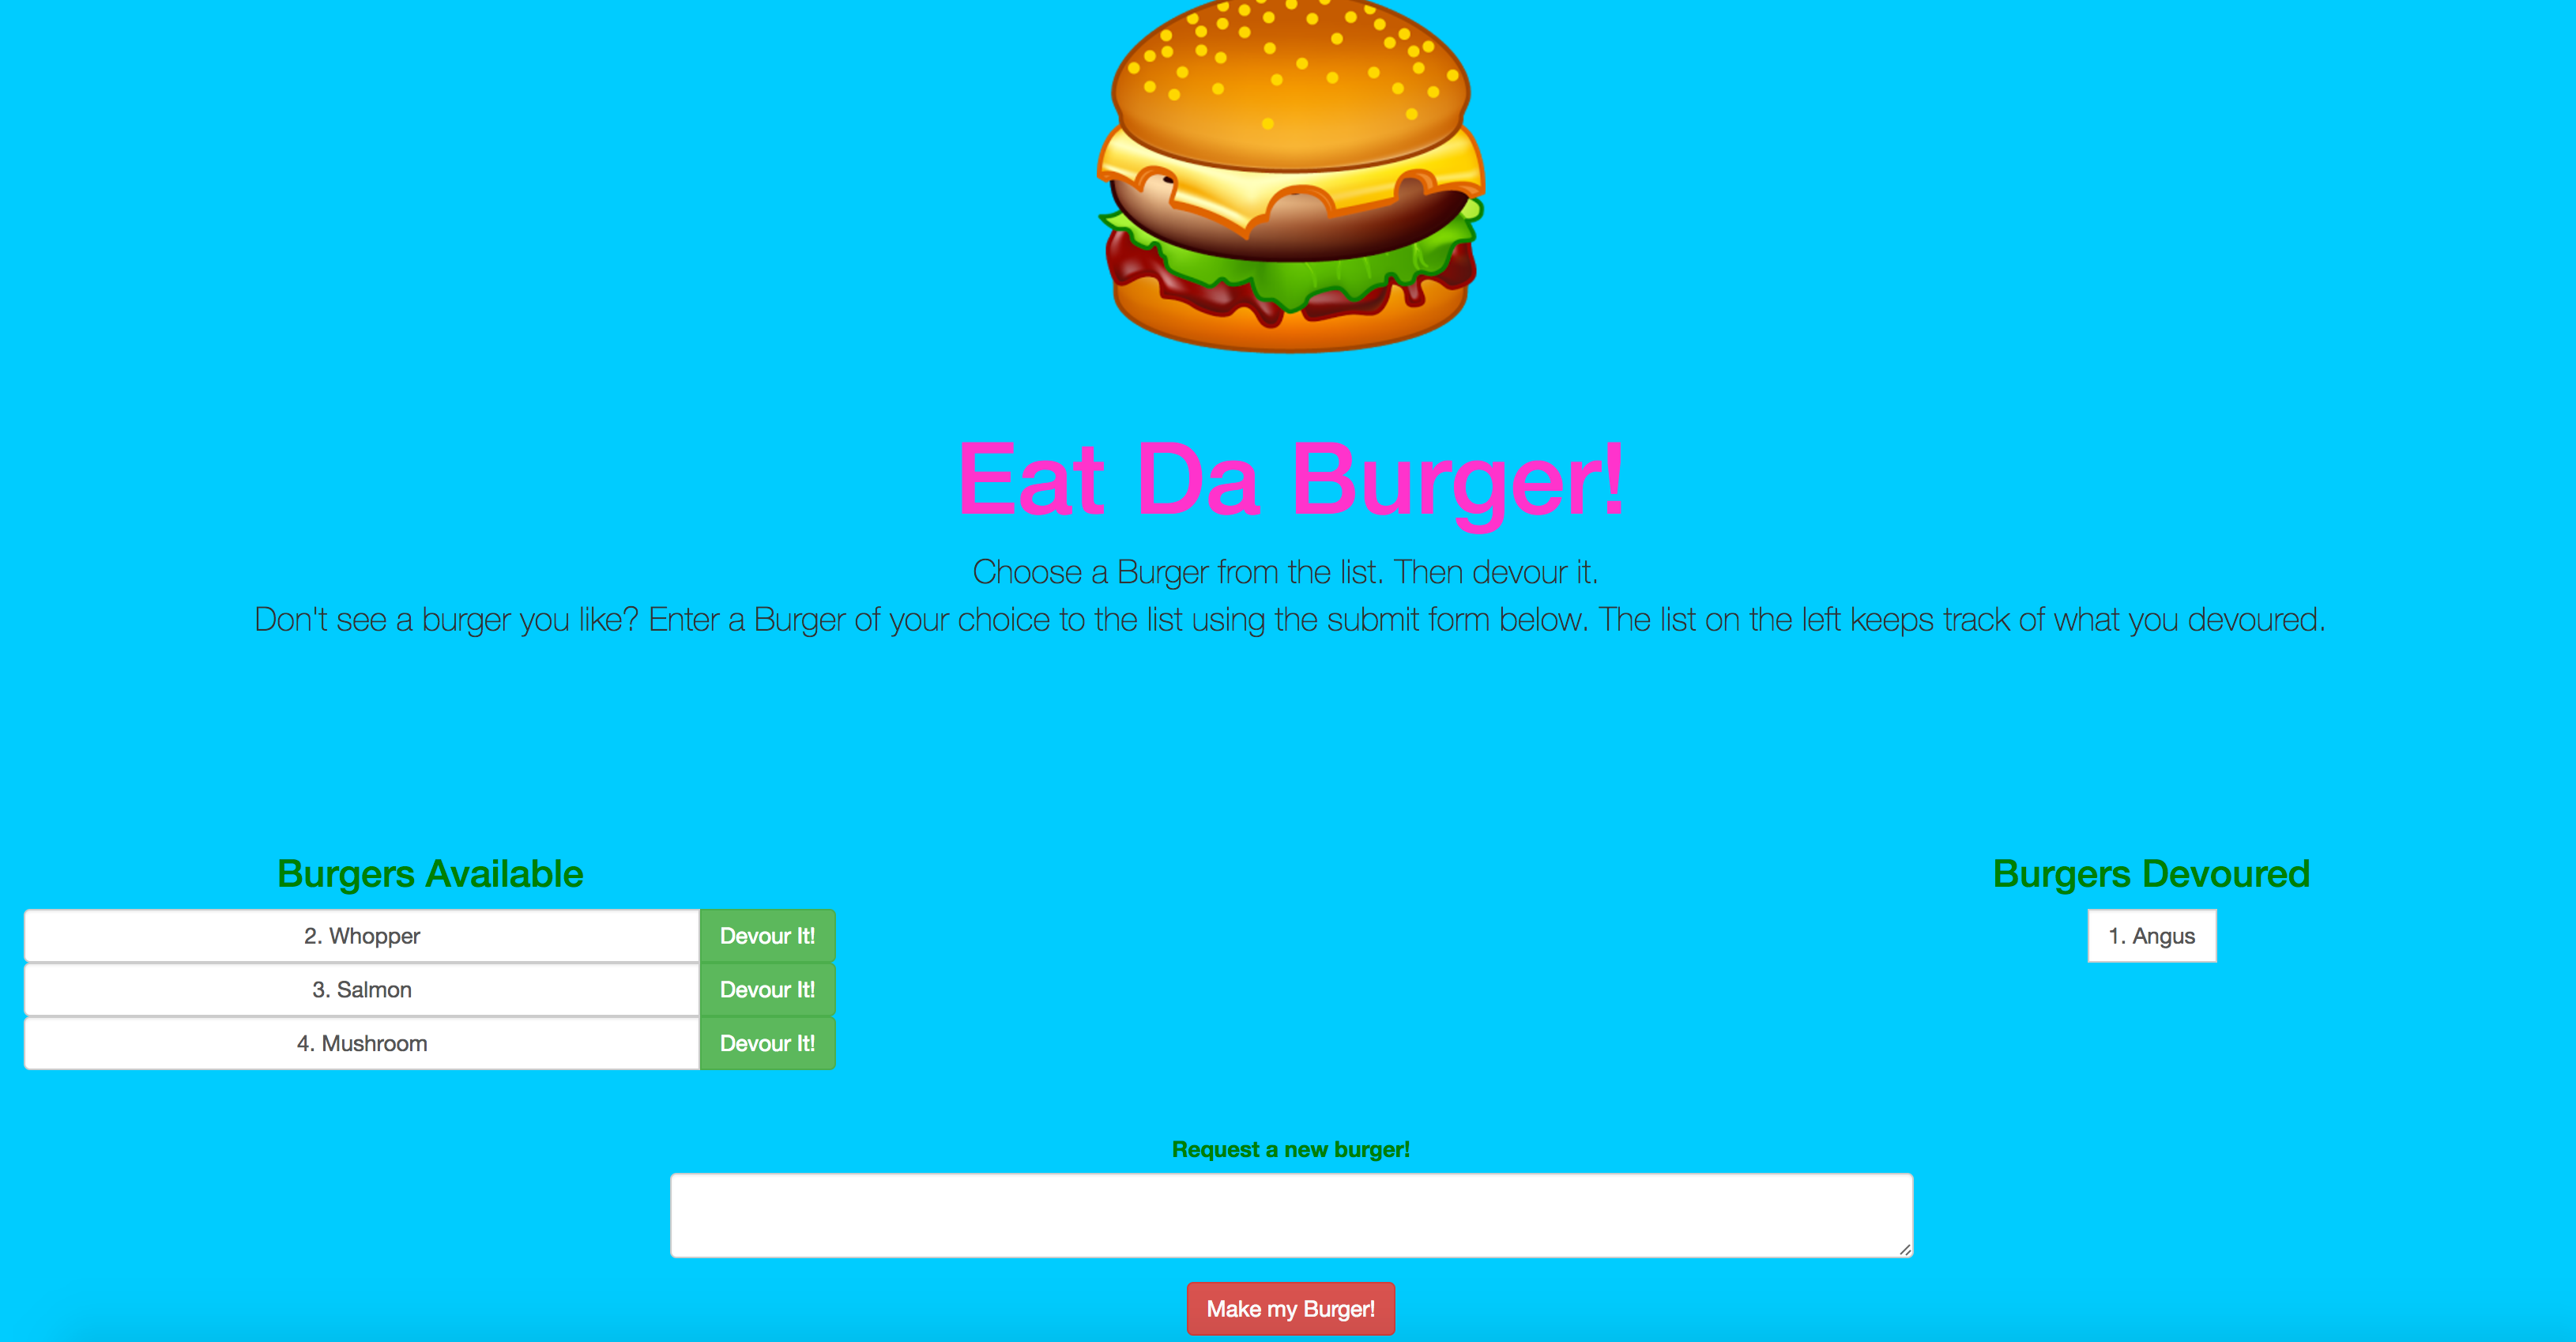 Eat Da Burger!
Choose a Burger from the list. Then devour it.
Don't see a burger you like? Enter a Burger of your choice to the list using the submit form below. The list on the left keeps track of what you devoured.
Burgers Available
2. Whopper Devour It!
3. Salmon Devour It!
4. Mushroom Devour It!
Burgers Devoured
1. Angus
Request a new burger!
Make my Burger!